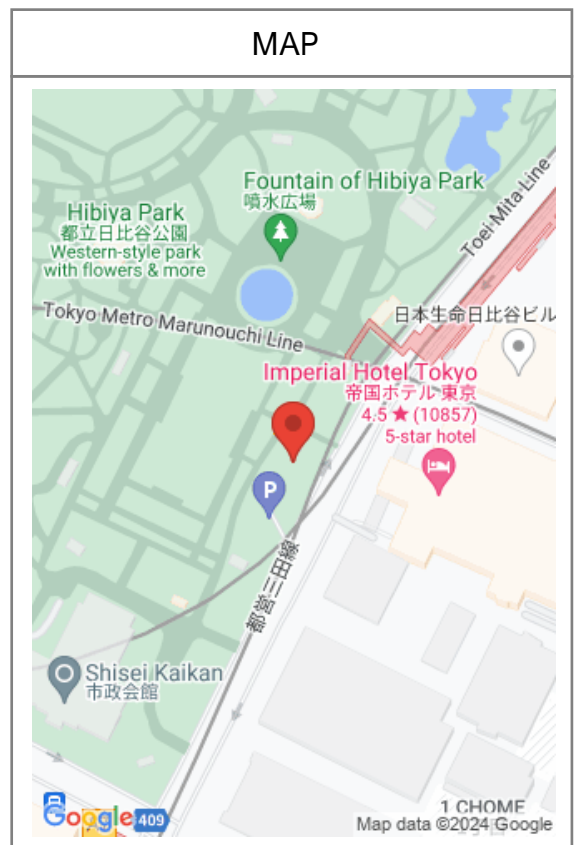 MAP
Fountain of Hibiya Park
噴水広場
Hibiya Park
都立日比谷公園
Western-style park
with flowers & more
Toei Mita Line
Tokyo Metro Marunouchi Line
日本生命日比谷ビル
Imperial Hotel Tokyo
帝国ホテル 東京
4.5 ★ (10857)
5-star hotel
P
都営三田線
Shisei Kaikan
市政会館
Google
409
1 CHOME
Map data ©2024 Google